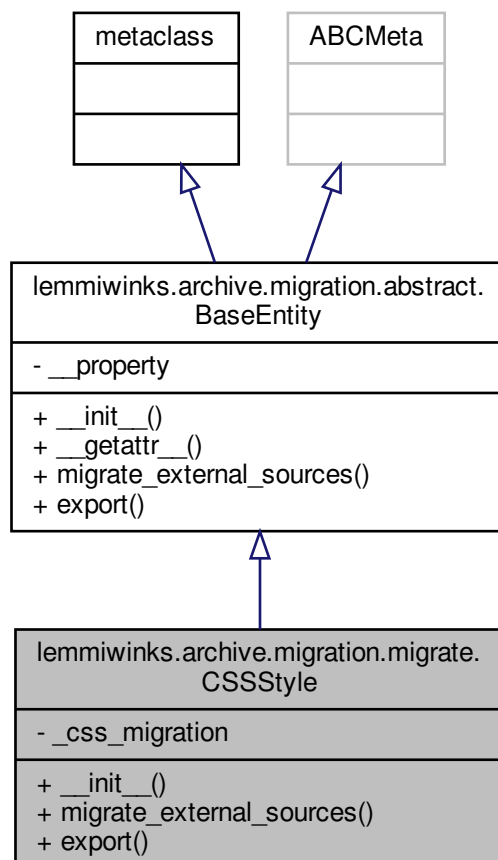 metaclass
ABCMeta
lemmiwinks.archive.migration.abstract.
BaseEntity
- __property
+ __init__()
+ __getattr__()
+ migrate_external_sources()
+ export()
lemmiwinks.archive.migration.migrate.
CSSStyle
- _css_migration
+ __init__()
+ migrate_external_sources()
+ export()